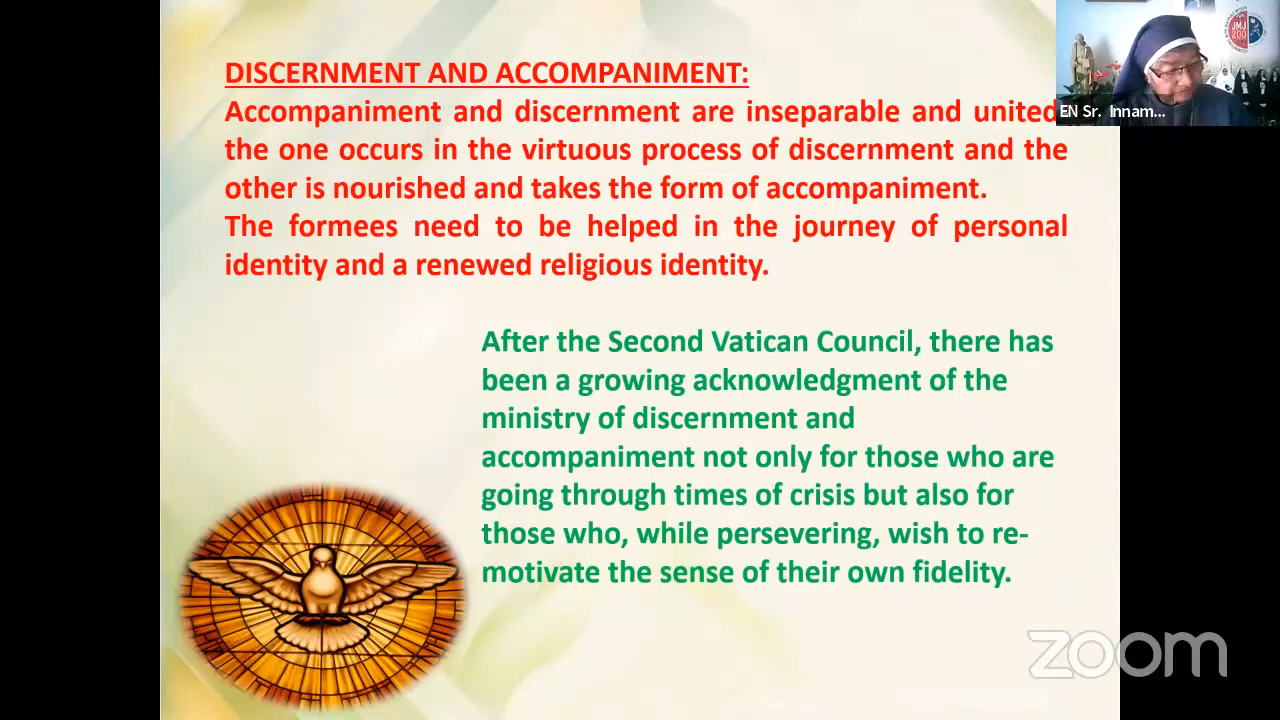 DISCERNMENT AND ACCOMPANIMENT:
Accompaniment and discernment are inseparable and united:
the one occurs in the virtuous process of discernment and the
other is nourished and takes the form of accompaniment.
The formees need to be helped in the journey of personal
identity and a renewed religious identity.
After the Second Vatican Council, there has
been a growing acknowledgment of the
ministry of discernment and
accompaniment not only for those who are
going through times of crisis but also for
those who, while persevering, wish to re-
motivate the sense of their own fidelity.
JMJ
200
EN Sr. Innam...
zoom